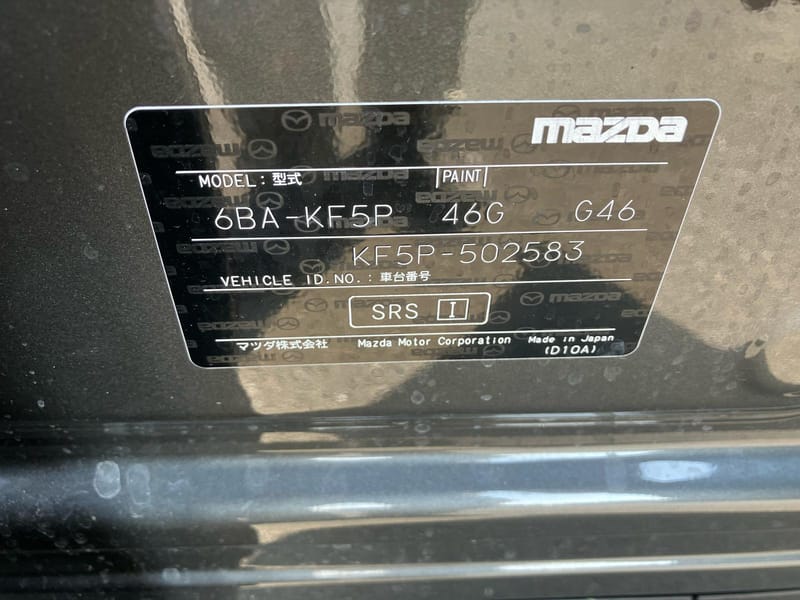 mazda
MODEL : 型式 PAINT
6BA-KF5P 46G G46
KF5P-502583
VEHICLE ID.NO. : 車台番号
SRS I
マツダ株式会社 Mazda Motor Corporation Made in Japan
(D10A)